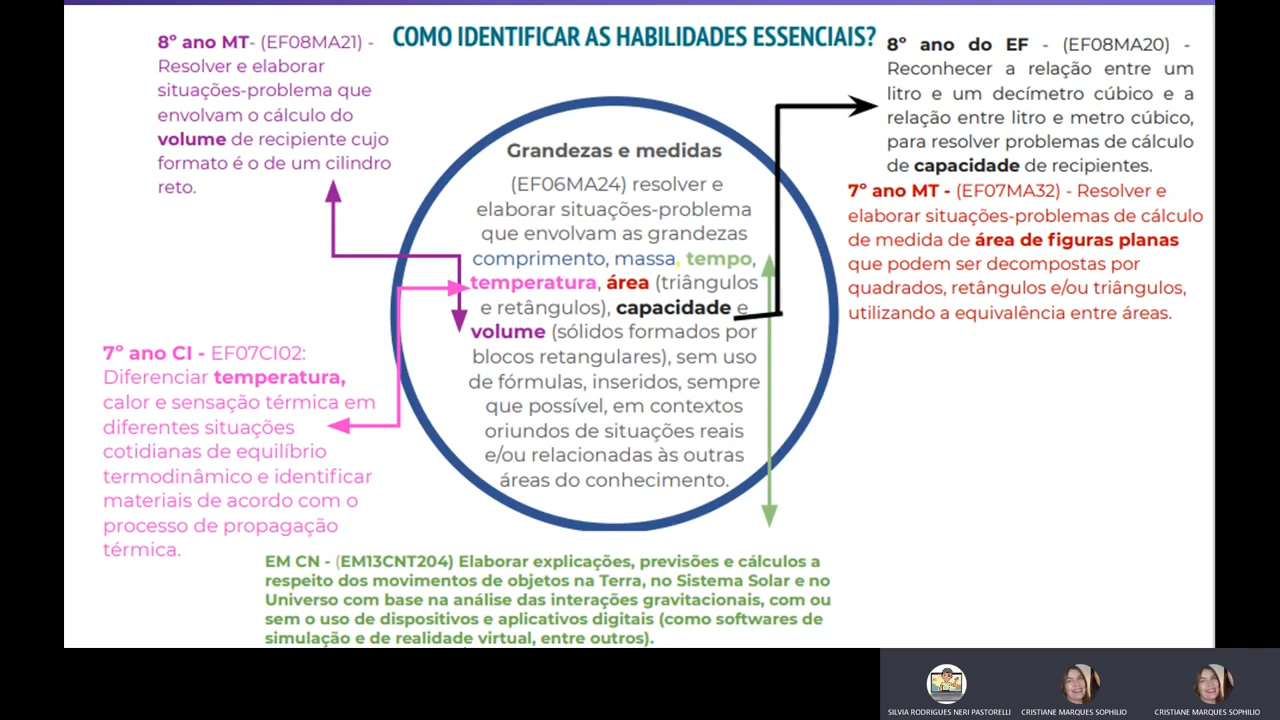 COMO IDENTIFICAR AS HABILIDADES ESSENCIAIS?
8º ano MT- (EF08MA21) -
Resolver e elaborar
situações-problema que
envolvam o cálculo do
volume de recipiente cujo
formato é o de um cilindro
reto.
8º ano do EF - (EF08MA20) -
Reconhecer a relação entre um
litro e um decímetro cúbico e a
relação entre litro e metro cúbico,
para resolver problemas de cálculo
de capacidade de recipientes.
7º ano MT - (EF07MA32) - Resolver e
elaborar situações-problemas de cálculo
de medida de área de figuras planas
que podem ser decompostas por
quadrados, retângulos e/ou triângulos,
utilizando a equivalência entre áreas.
Grandezas e medidas
(EF06MA24) resolver e
elaborar situações-problema
que envolvam as grandezas
comprimento, massa, tempo,
temperatura, área (triângulos
e retângulos), capacidade e
volume (sólidos formados por
blocos retangulares), sem uso
de fórmulas, inseridos, sempre
que possível, em contextos
oriundos de situações reais
e/ou relacionadas às outras
áreas do conhecimento.
7º ano CI - EF07CI02:
Diferenciar temperatura,
calor e sensação térmica em
diferentes situações
cotidianas de equilíbrio
termodinâmico e identificar
materiais de acordo com o
processo de propagação
térmica.
EM CN - (EM13CNT204) Elaborar explicações, previsões e cálculos a
respeito dos movimentos de objetos na Terra, no Sistema Solar e no
Universo com base na análise das interações gravitacionais, com ou
sem o uso de dispositivos e aplicativos digitais (como softwares de
simulação e de realidade virtual, entre outros).
SILVIA RODRIGUES NERI PASTORELLI
CRISTIANE MARQUES SOPHILIO
CRISTIANE MARQUES SOPHILIO